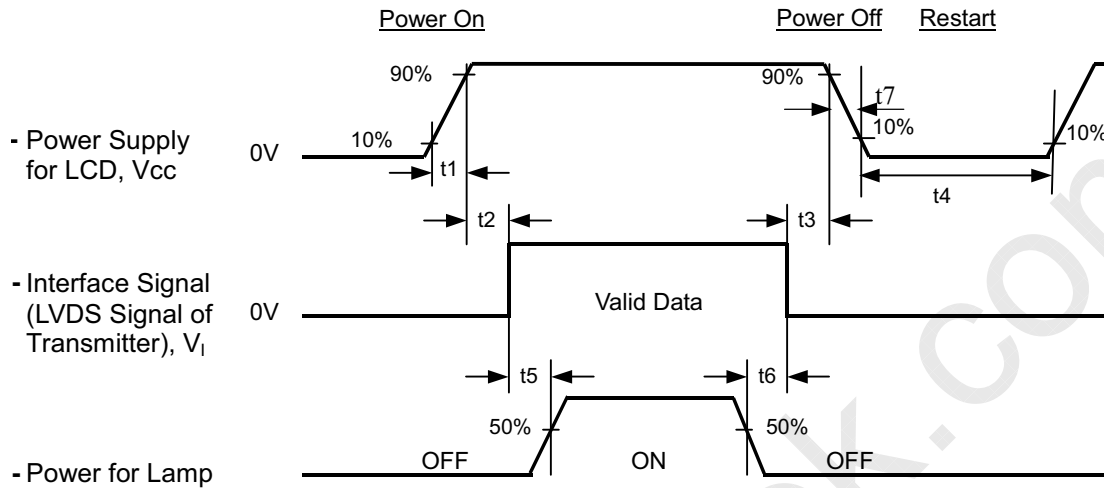 Power On
Power Off
Restart
90%
90%
t7
- Power Supply
for LCD, Vcc
0V
10%
10%
10%
t1
t4
t2
t3
- Interface Signal
(LVDS Signal of
Transmitter), VI
0V
Valid Data
t5
t6
50%
50%
- Power for Lamp
OFF
ON
OFF
k.con